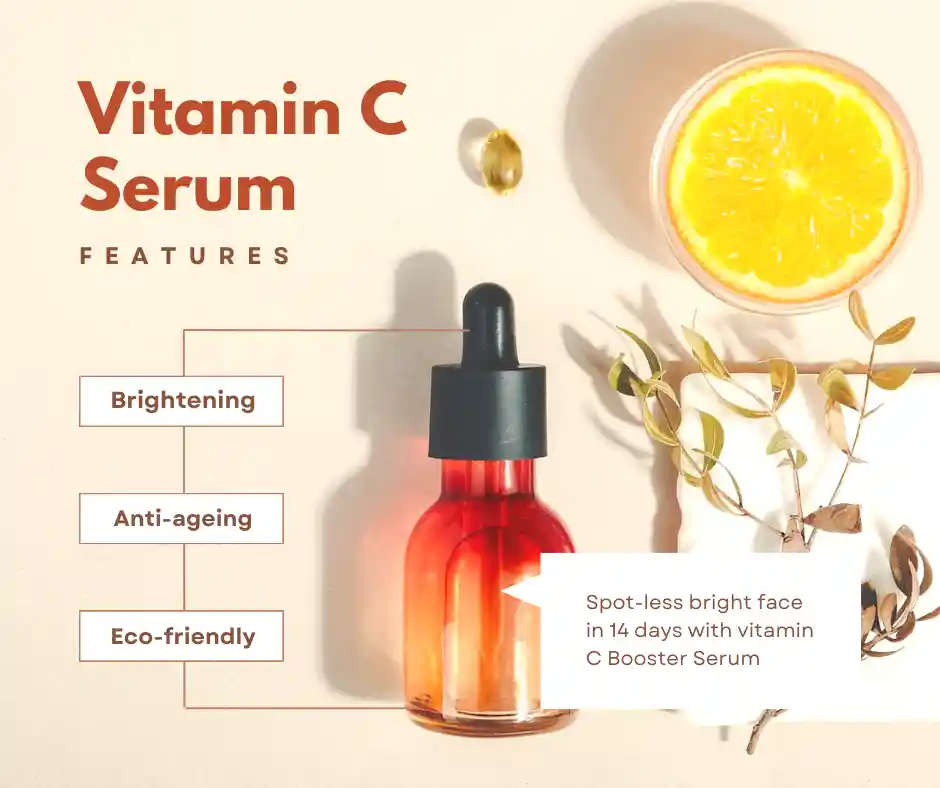 Vitamin C
Serum
FEATURES
Brightening
Anti-ageing
Eco-friendly
Spot-less bright face
in 14 days with vitamin
C Booster Serum